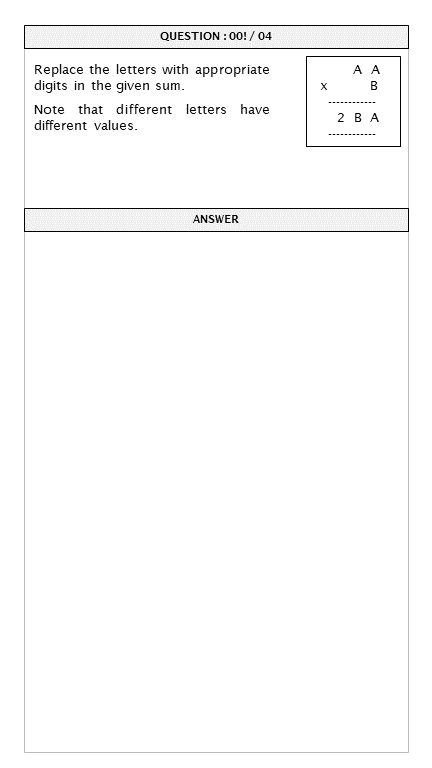 QUESTION : 00! / 04
Replace the letters with appropriate
digits in the given sum.
Note that different letters have
different values.
A A
x B
------------
2 B A
------------
ANSWER